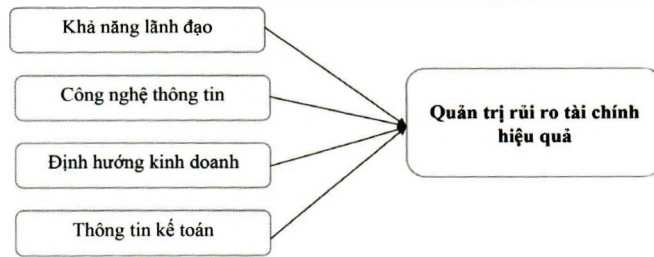 Khả năng lãnh đạo
Công nghệ thông tin
Định hướng kinh doanh
Thông tin kế toán
Quản trị rủi ro tài chính
hiệu quả